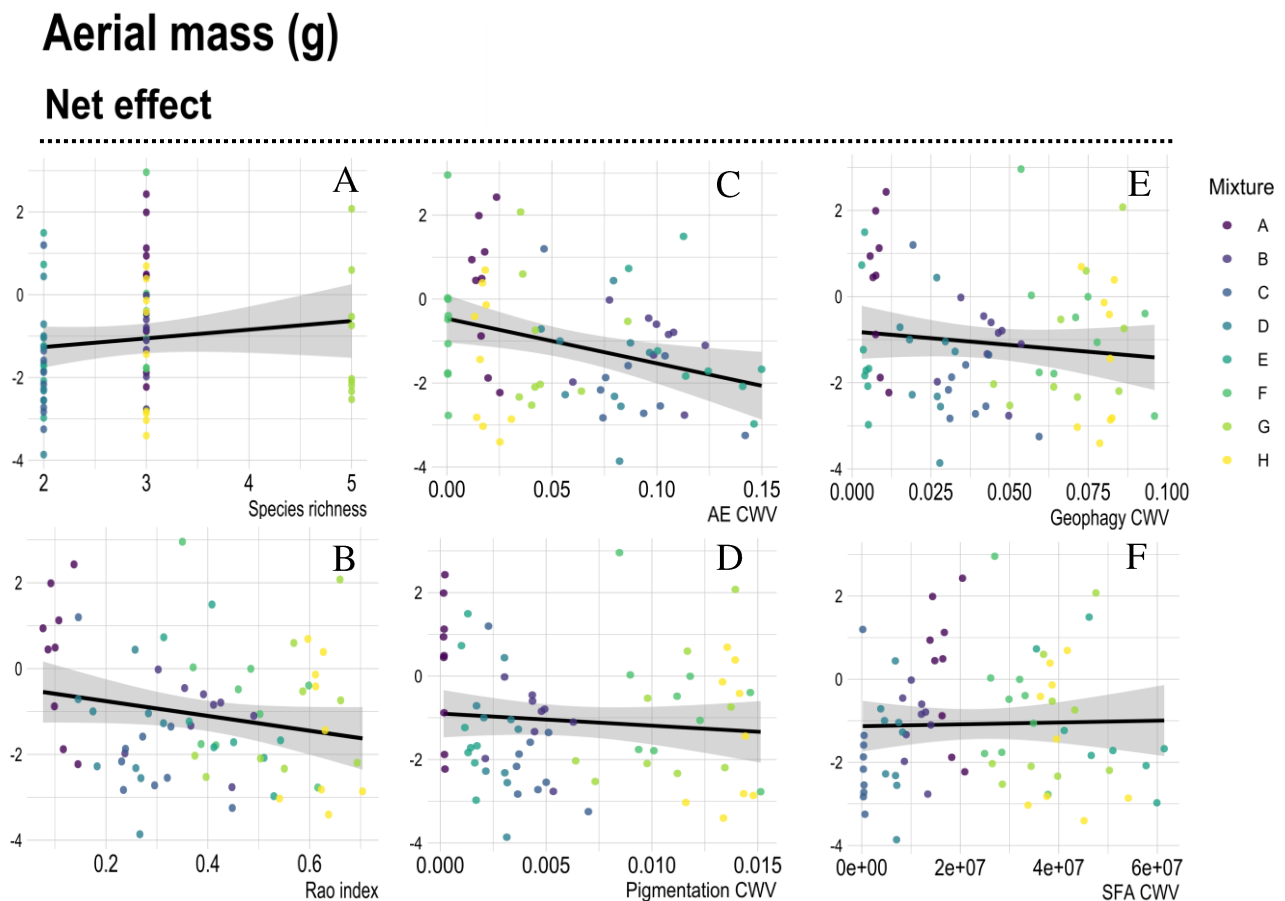 Aerial mass (g)
Net effect
A
2
0
-2
-4
2
3
4
5
Species richness
C
2
0
-2
-4
0.00
0.05
0.10
0.15
AE CWV
E
2
0
-2
-4
0.000
0.025
0.050
0.075
0.100
Geophagy CWV
Mixture
A
B
C
D
E
F
G
H
B
2
0
-2
-4
0.2
0.4
0.6
Rao index
D
2
0
-2
-4
0.000
0.005
0.010
0.015
Pigmentation CWV
F
2
0
-2
-4
0e+00
2e+07
4e+07
6e+07
SFA CWV